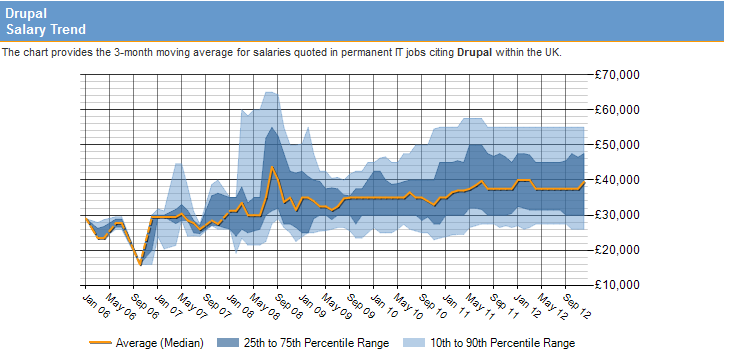 Drupal
Salary Trend
The chart provides the 3-month moving average for salaries quoted in permanent IT jobs citing Drupal within the UK.
£70,000
£60,000
£50,000
£40,000
£30,000
£20,000
£10,000
Jan 06 May 06 Sep 06 Jan 07 May 07 Sep 07 Jan 08 May 08 Sep 08 Jan 09 May 09 Sep 09 Jan 10 May 10 Sep 10 Jan 11 May 11 Sep 11 Jan 12 May 12 Sep 12
Average (Median) 25th to 75th Percentile Range 10th to 90th Percentile Range